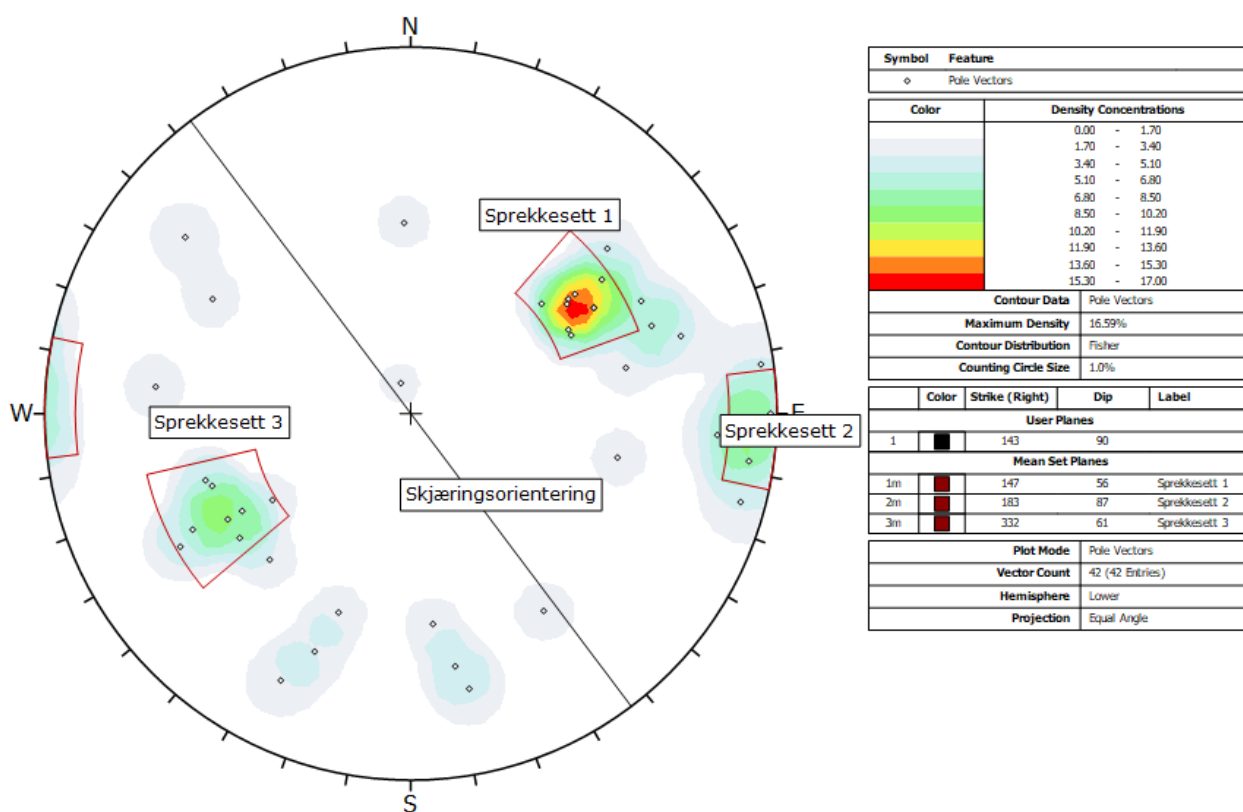 N
Sprekkesett 1
W
E
Sprekkesett 3
Sprekkesett 2
Skjæringsorientering
S
Symbol Feature
Pole Vectors
Color Density Concentrations
0.00 - 1.70
1.70 - 3.40
3.40 - 5.10
5.10 - 6.80
6.80 - 8.50
8.50 - 10.20
10.20 - 11.90
11.90 - 13.60
13.60 - 15.30
15.30 - 17.00
Contour Data Pole Vectors
Maximum Density 16.59%
Contour Distribution Fisher
Counting Circle Size 1.0%
Color Strike (Right) Dip Label
User Planes
1 143 90
Mean Set Planes
1m 147 56 Sprekkesett 1
2m 183 87 Sprekkesett 2
3m 332 61 Sprekkesett 3
Plot Mode Pole Vectors
Vector Count 42 (42 Entries)
Hemisphere Lower
Projection Equal Angle